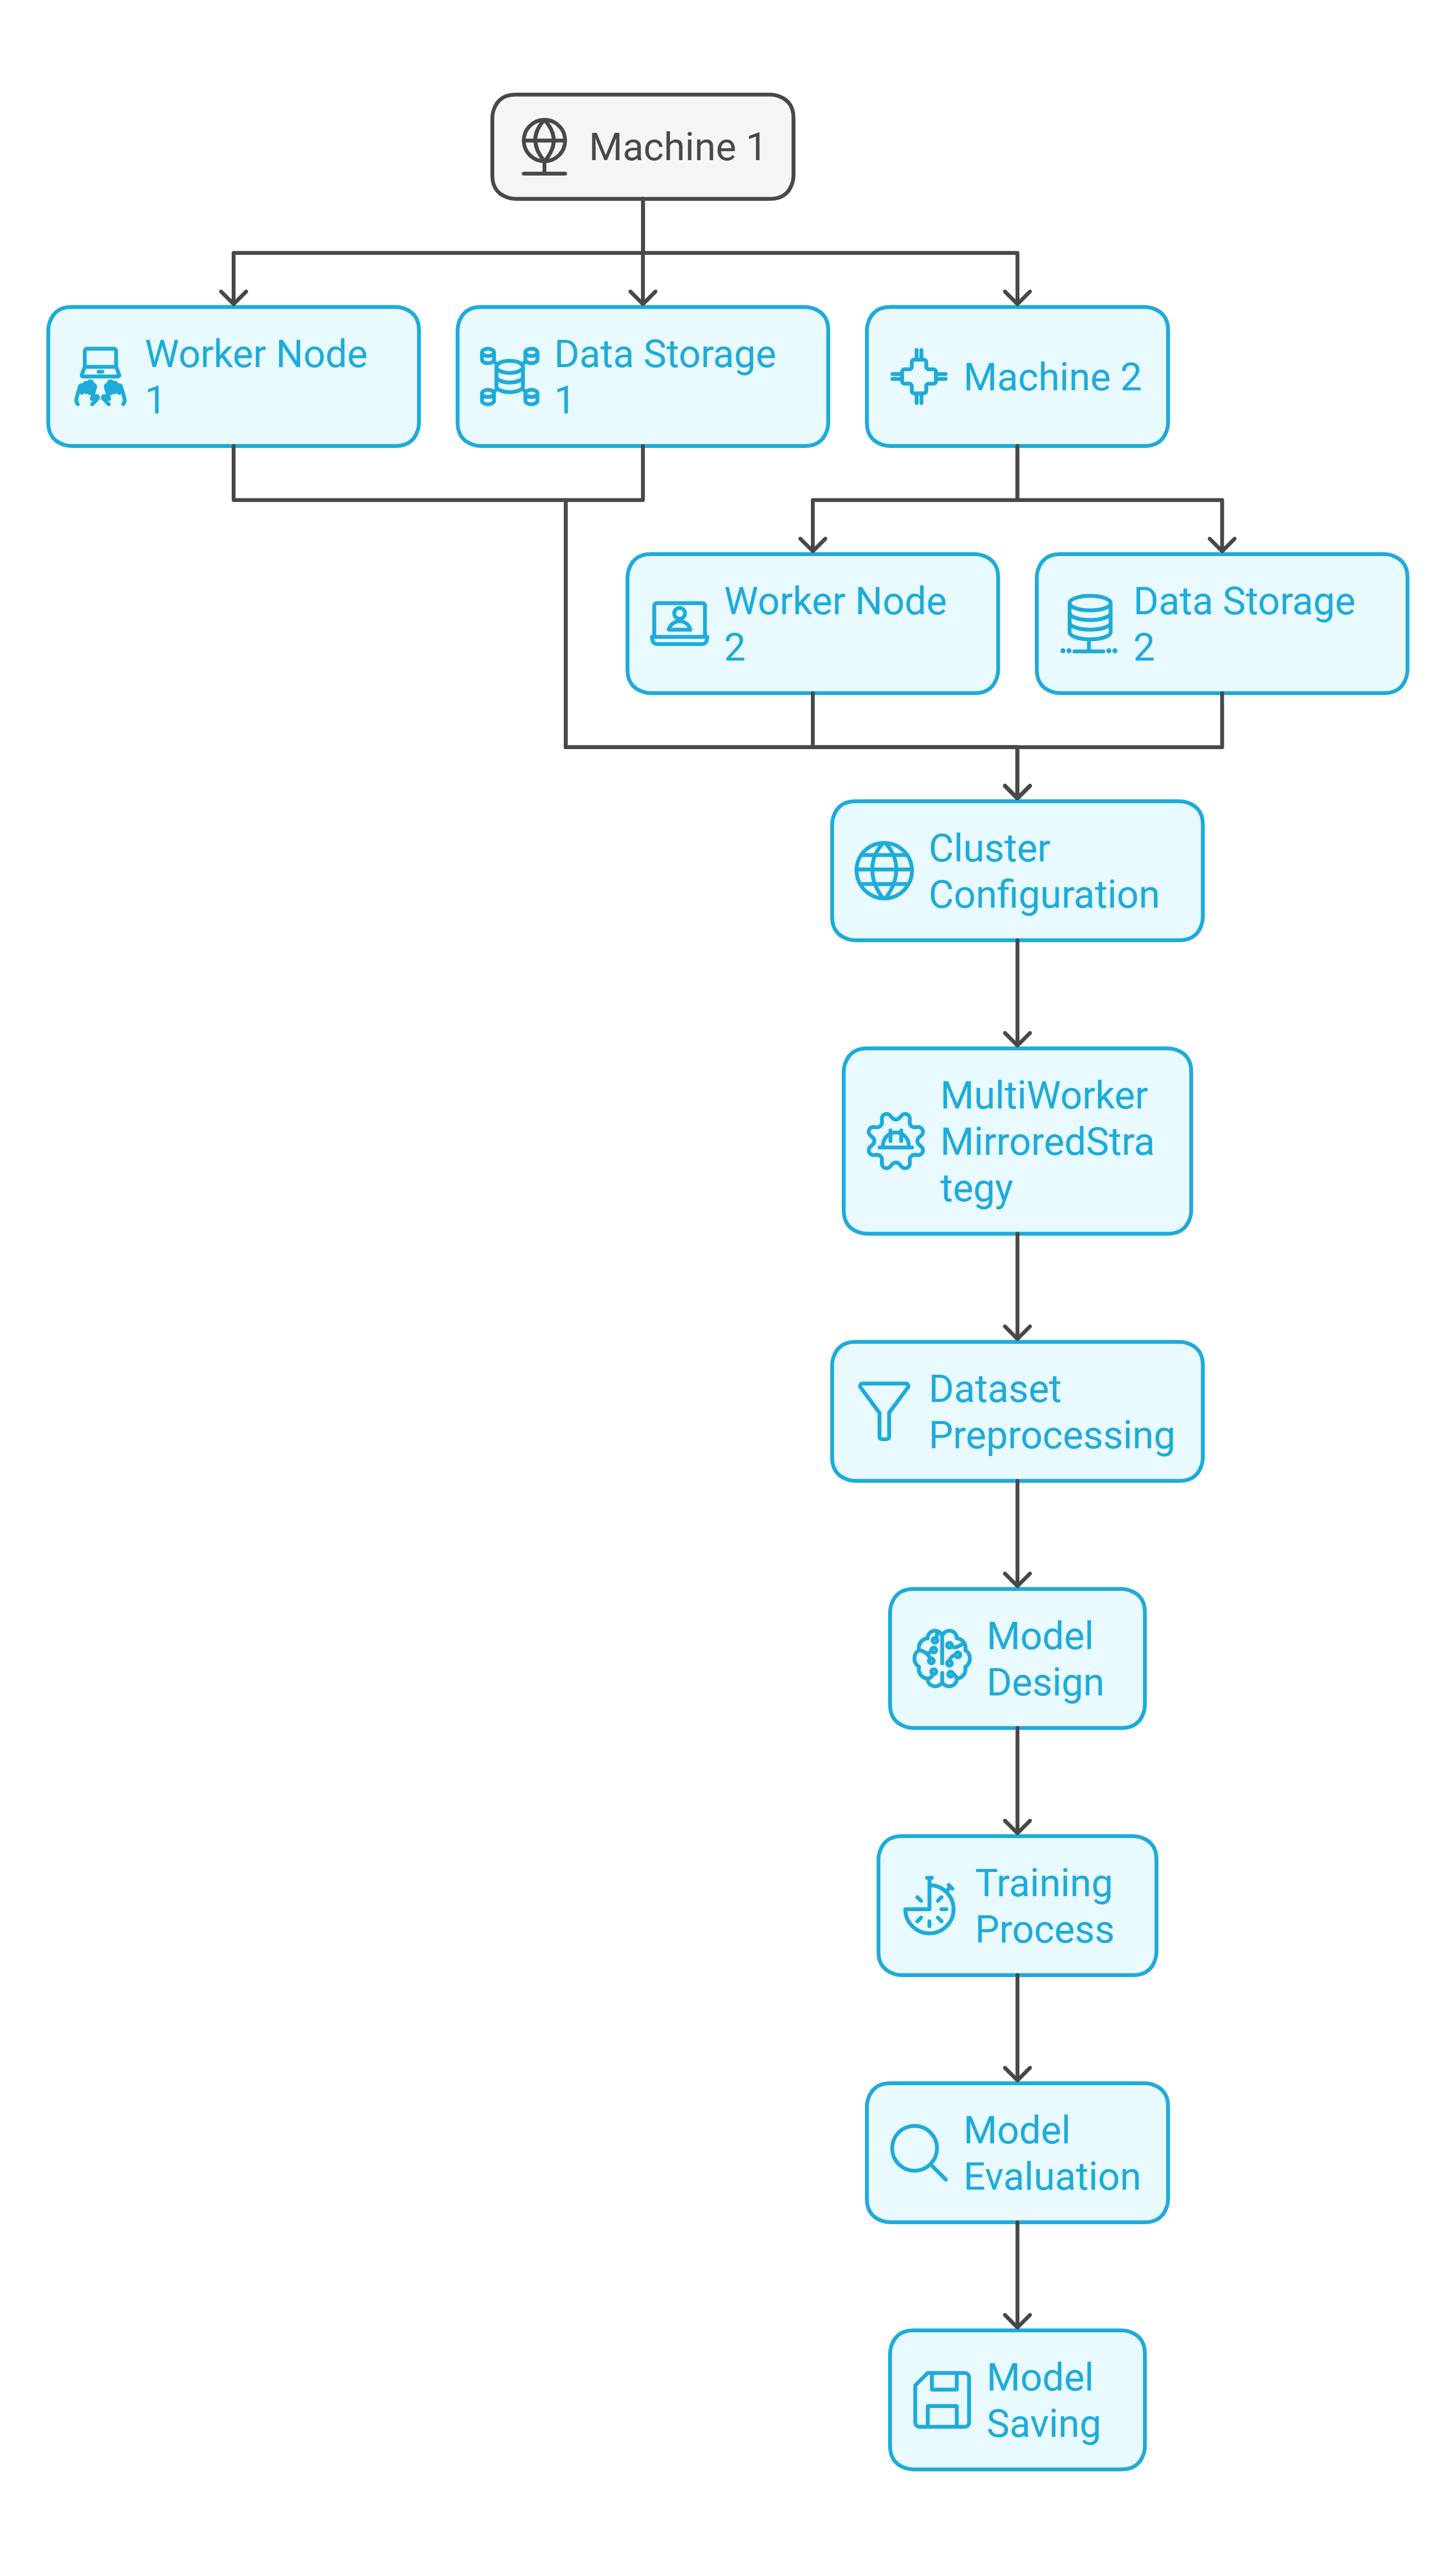 Machine 1
Worker Node
1
Data Storage
1
Machine 2
Worker Node
2
Data Storage
2
Cluster
Configuration
MultiWorker
MirroredStra
tegy
Dataset
Preprocessing
Model
Design
Training
Process
Model
Evaluation
Model
Saving